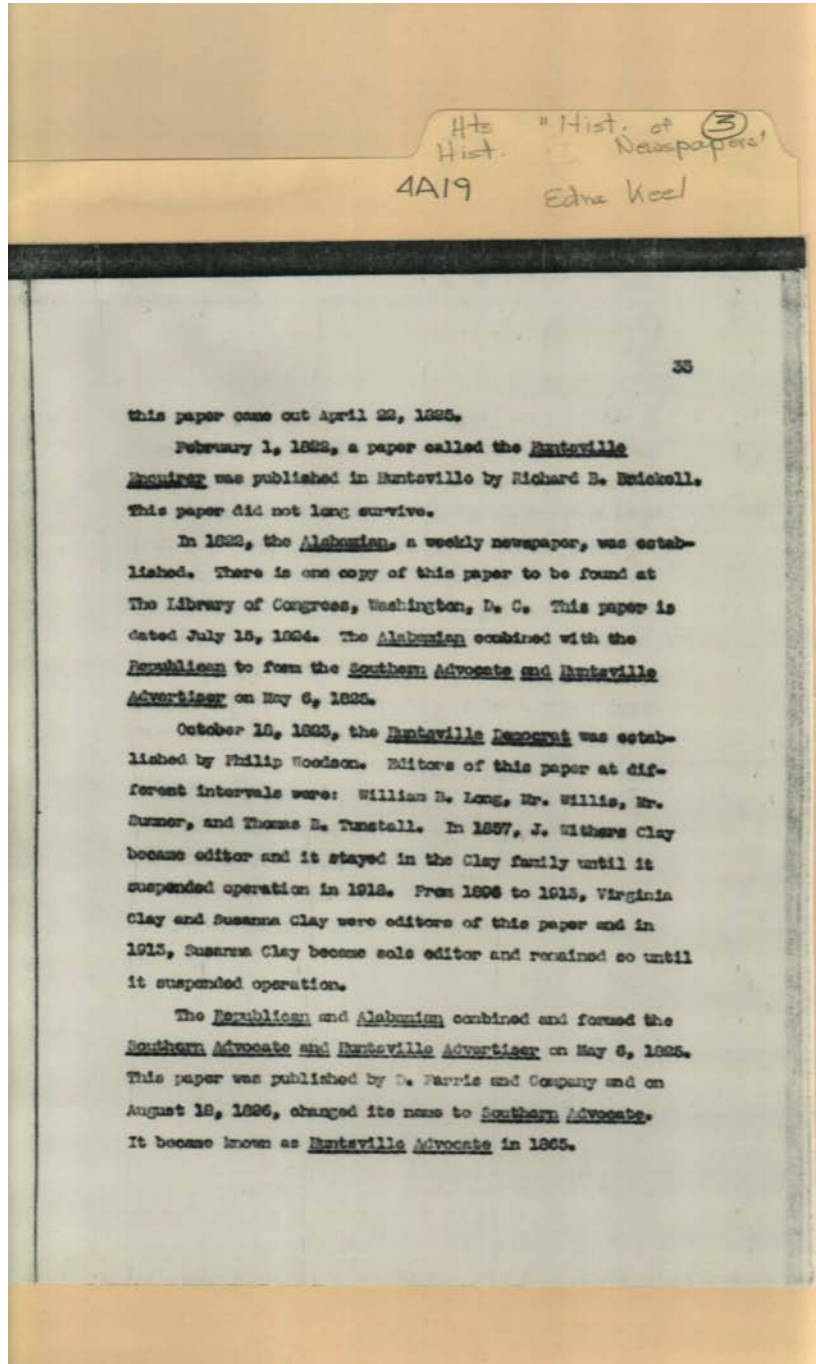 Hts "Hist. of ③
Hist. Newspapers"
4A19 Edna Keel
33
this paper came out April 22, 1825.
February 1, 1822, a paper called the Huntsville
Enquirer was published in Huntsville by Richard B. Brickell.
This paper did not long survive.
In 1822, the Alabamian, a weekly newspaper, was estab-
lished. There is one copy of this paper to be found at
The Library of Congress, Washington, D. C. This paper is
dated July 15, 1824. The Alabamian combined with the
Republican to form the Southern Advocate and Huntsville
Advertiser on May 6, 1825.
October 18, 1823, the Huntsville Democrat was estab-
lished by Philip Woodson. Editors of this paper at dif-
ferent intervals were: William B. Long, Mr. Willis, Mr.
Sumner, and Thomas B. Tunstall. In 1857, J. Withers Clay
became editor and it stayed in the Clay family until it
suspended operation in 1918. From 1896 to 1913, Virginia
Clay and Susanna Clay were editors of this paper and in
1913, Susanna Clay became sole editor and remained so until
it suspended operation.
The Republican and Alabamian combined and formed the
Southern Advocate and Huntsville Advertiser on May 6, 1825.
This paper was published by D. Farris and Company and on
August 18, 1826, changed its name to Southern Advocate.
It became known as Huntsville Advocate in 1865.